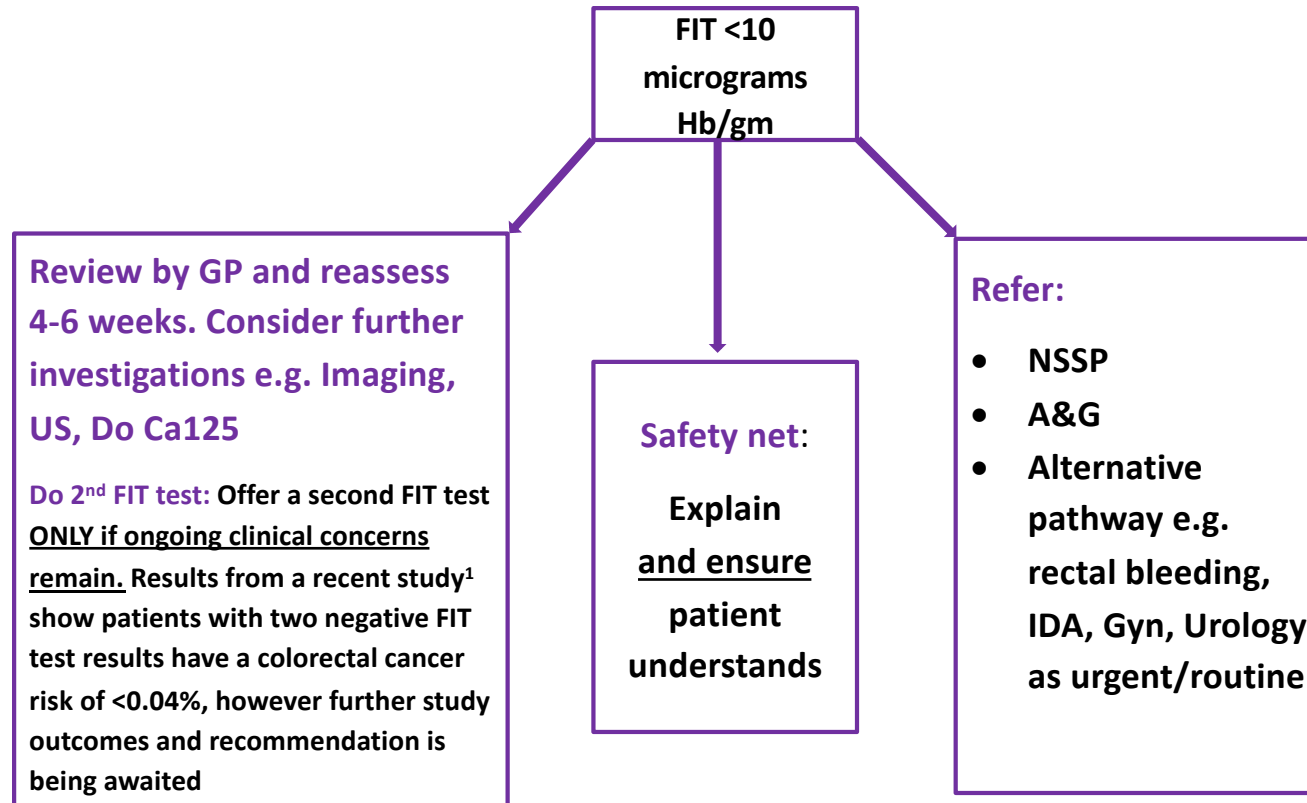 FIT <10
micrograms
Hb/gm
Review by GP and reassess
4-6 weeks. Consider further
investigations e.g. Imaging,
US, Do Ca125
Do 2nd FIT test: Offer a second FIT test
ONLY if ongoing clinical concerns
remain. Results from a recent study1
show patients with two negative FIT
test results have a colorectal cancer
risk of <0.04%, however further study
outcomes and recommendation is
being awaited
Safety net:
Explain
and ensure
patient
understands
Refer:
• NSSP
• A&G
• Alternative
pathway e.g.
rectal bleeding,
IDA, Gyn, Urology
as urgent/routine